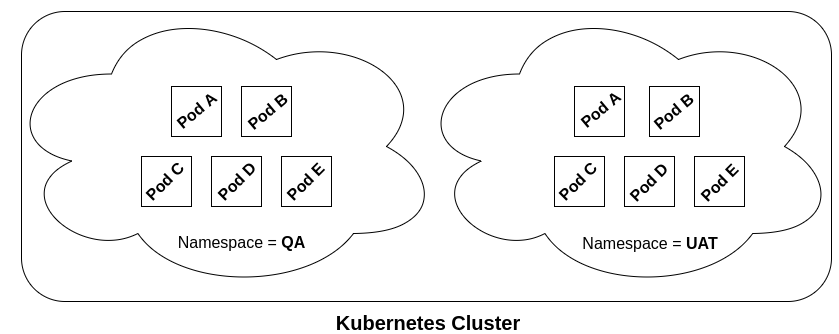 Pod A
Pod B
Pod C
Pod D
Pod E
Namespace = QA
Pod A
Pod B
Pod C
Pod D
Pod E
Namespace = UAT
Kubernetes Cluster